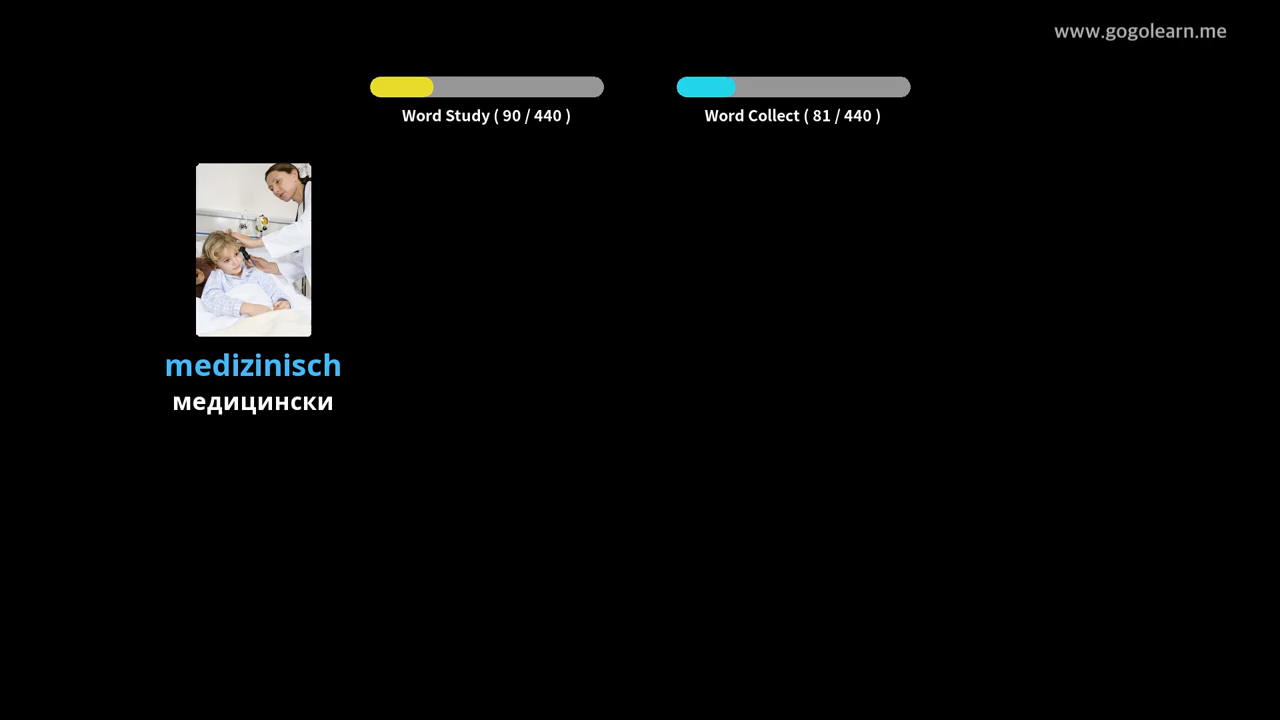 www.gogolearn.me
Word Study ( 90 / 440 )
Word Collect ( 81 / 440 )
medizinisch
медицински